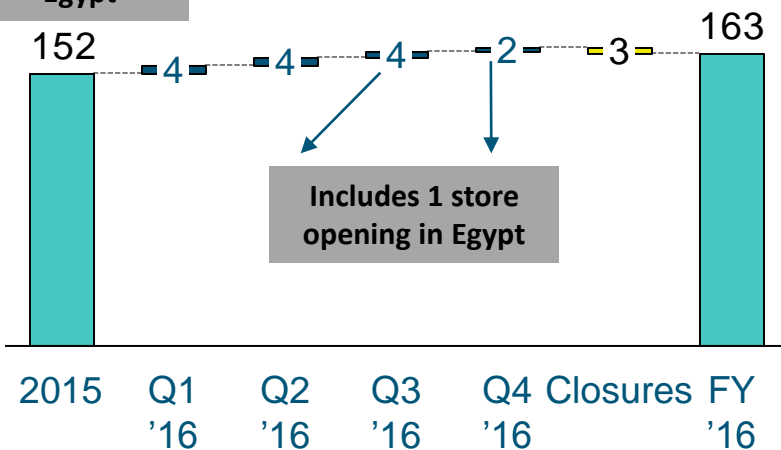 Egypt
152
4
4
4
2
3
163
Includes 1 store
opening in Egypt
2015 Q1 Q2 Q3 Q4 Closures FY
’16 ’16 ’16 ’16 ’16